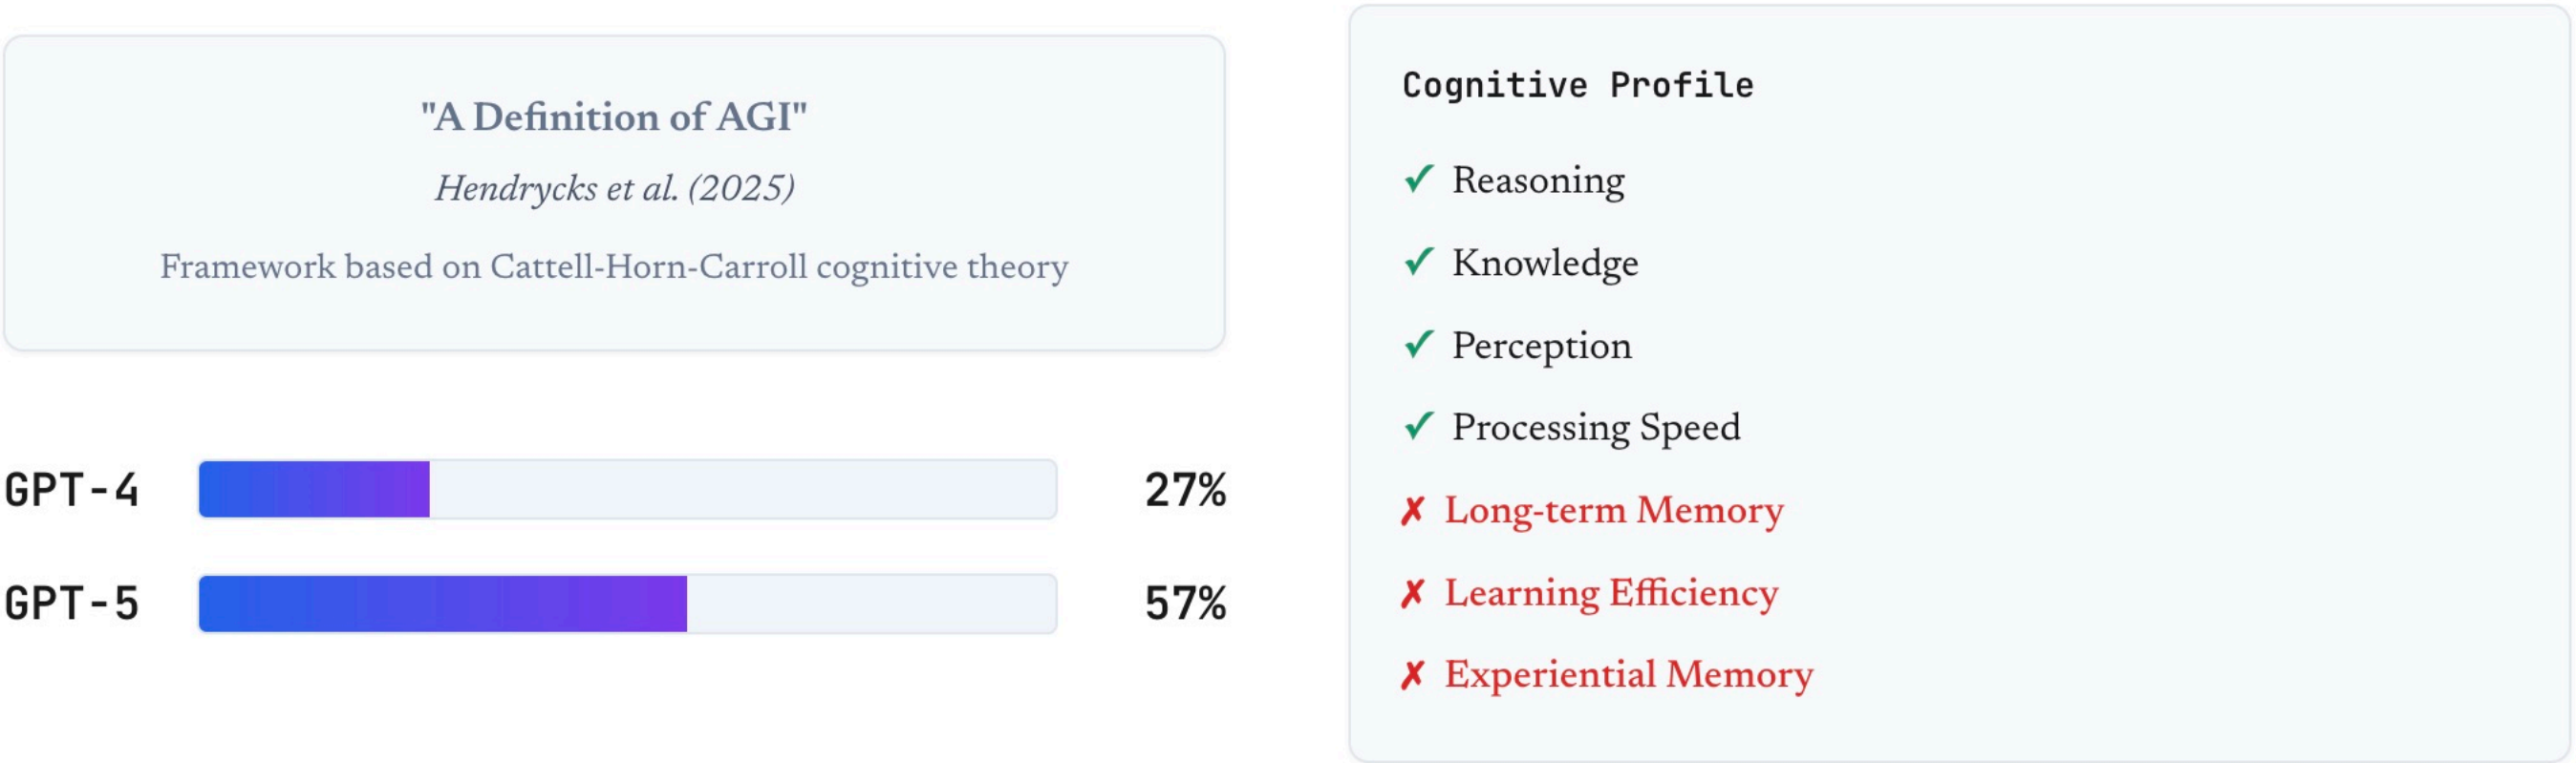 "A Definition of AGI"
Hendrycks et al. (2025)
Framework based on Cattell-Horn-Carroll cognitive theory
GPT-4 27%
GPT-5 57%
Cognitive Profile
✓ Reasoning
✓ Knowledge
✓ Perception
✓ Processing Speed
✗ Long-term Memory
✗ Learning Efficiency
✗ Experiential Memory